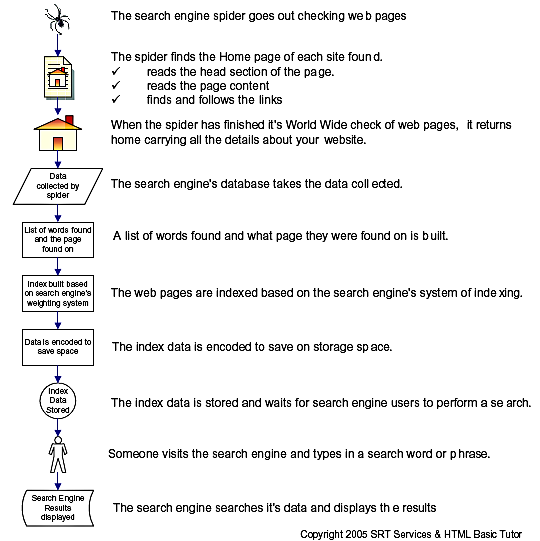 The search engine spider goes out checking web pages
The spider finds the Home page of each site found.
✓ reads the head section of the page.
✓ reads the page content
✓ finds and follows the links
When the spider has finished it's World Wide check of web pages, it returns
home carrying all the details about your website.
Data
collected by
spider
The search engine's database takes the data collected.
List of words found
and the page
found on
A list of words found and what page they were found on is built.
Index built based
on search engine's
weighting system
The web pages are indexed based on the search engine's system of indexing.
Data is encoded to
save space
The index data is encoded to save on storage space.
Index
Data
Stored
The index data is stored and waits for search engine users to perform a search.
Someone visits the search engine and types in a search word or phrase.
Search Engine
Results
displayed
The search engine searches it's data and displays the results
Copyright 2005 SRT Services & HTML Basic Tutor